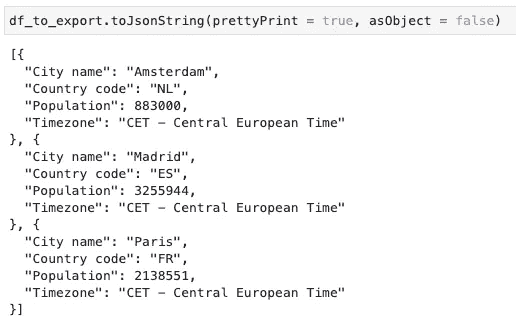 df_to_export.toJsonString(prettyPrint = true, asObject = false)
[{
  "City name": "Amsterdam",
  "Country code": "NL",
  "Population": 883000,
  "Timezone": "CET – Central European Time"
}, {
  "City name": "Madrid",
  "Country code": "ES",
  "Population": 3255944,
  "Timezone": "CET – Central European Time"
}, {
  "City name": "Paris",
  "Country code": "FR",
  "Population": 2138551,
  "Timezone": "CET – Central European Time"
}]